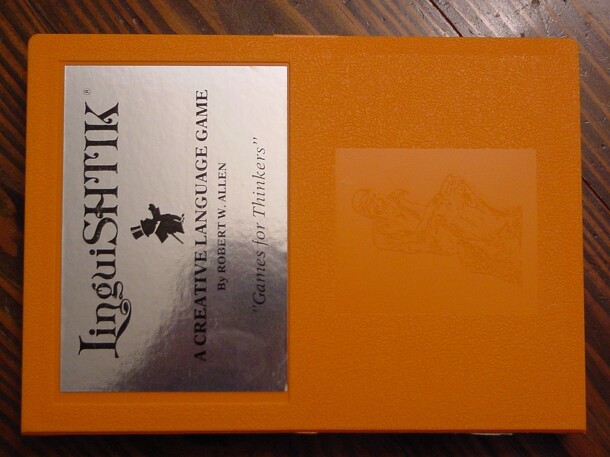 LinguiSHTIK®
A CREATIVE LANGUAGE GAME
By ROBERT W. ALLEN
"Games for Thinkers"